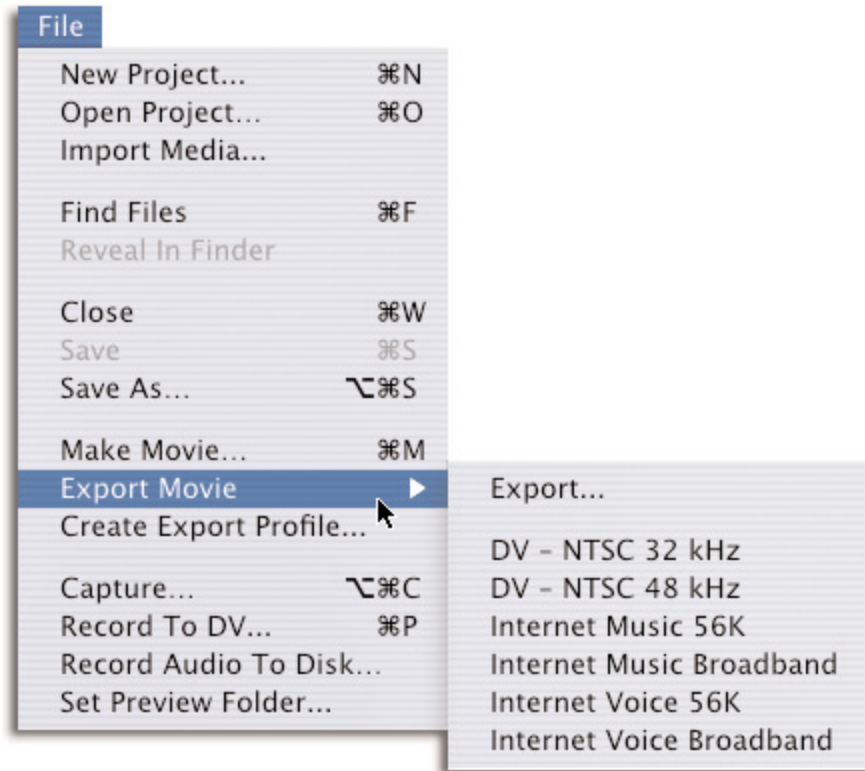 File
New Project... ⌘N
Open Project... ⌘O
Import Media...
Find Files ⌘F
Reveal In Finder
Close ⌘W
Save ⌘S
Save As... ⌥⌘S
Make Movie... ⌘M
Export Movie ▶
Create Export Profile...
Capture... ⌥⌘C
Record To DV... ⌘P
Record Audio To Disk...
Set Preview Folder...
Export...
DV – NTSC 32 kHz
DV – NTSC 48 kHz
Internet Music 56K
Internet Music Broadband
Internet Voice 56K
Internet Voice Broadband